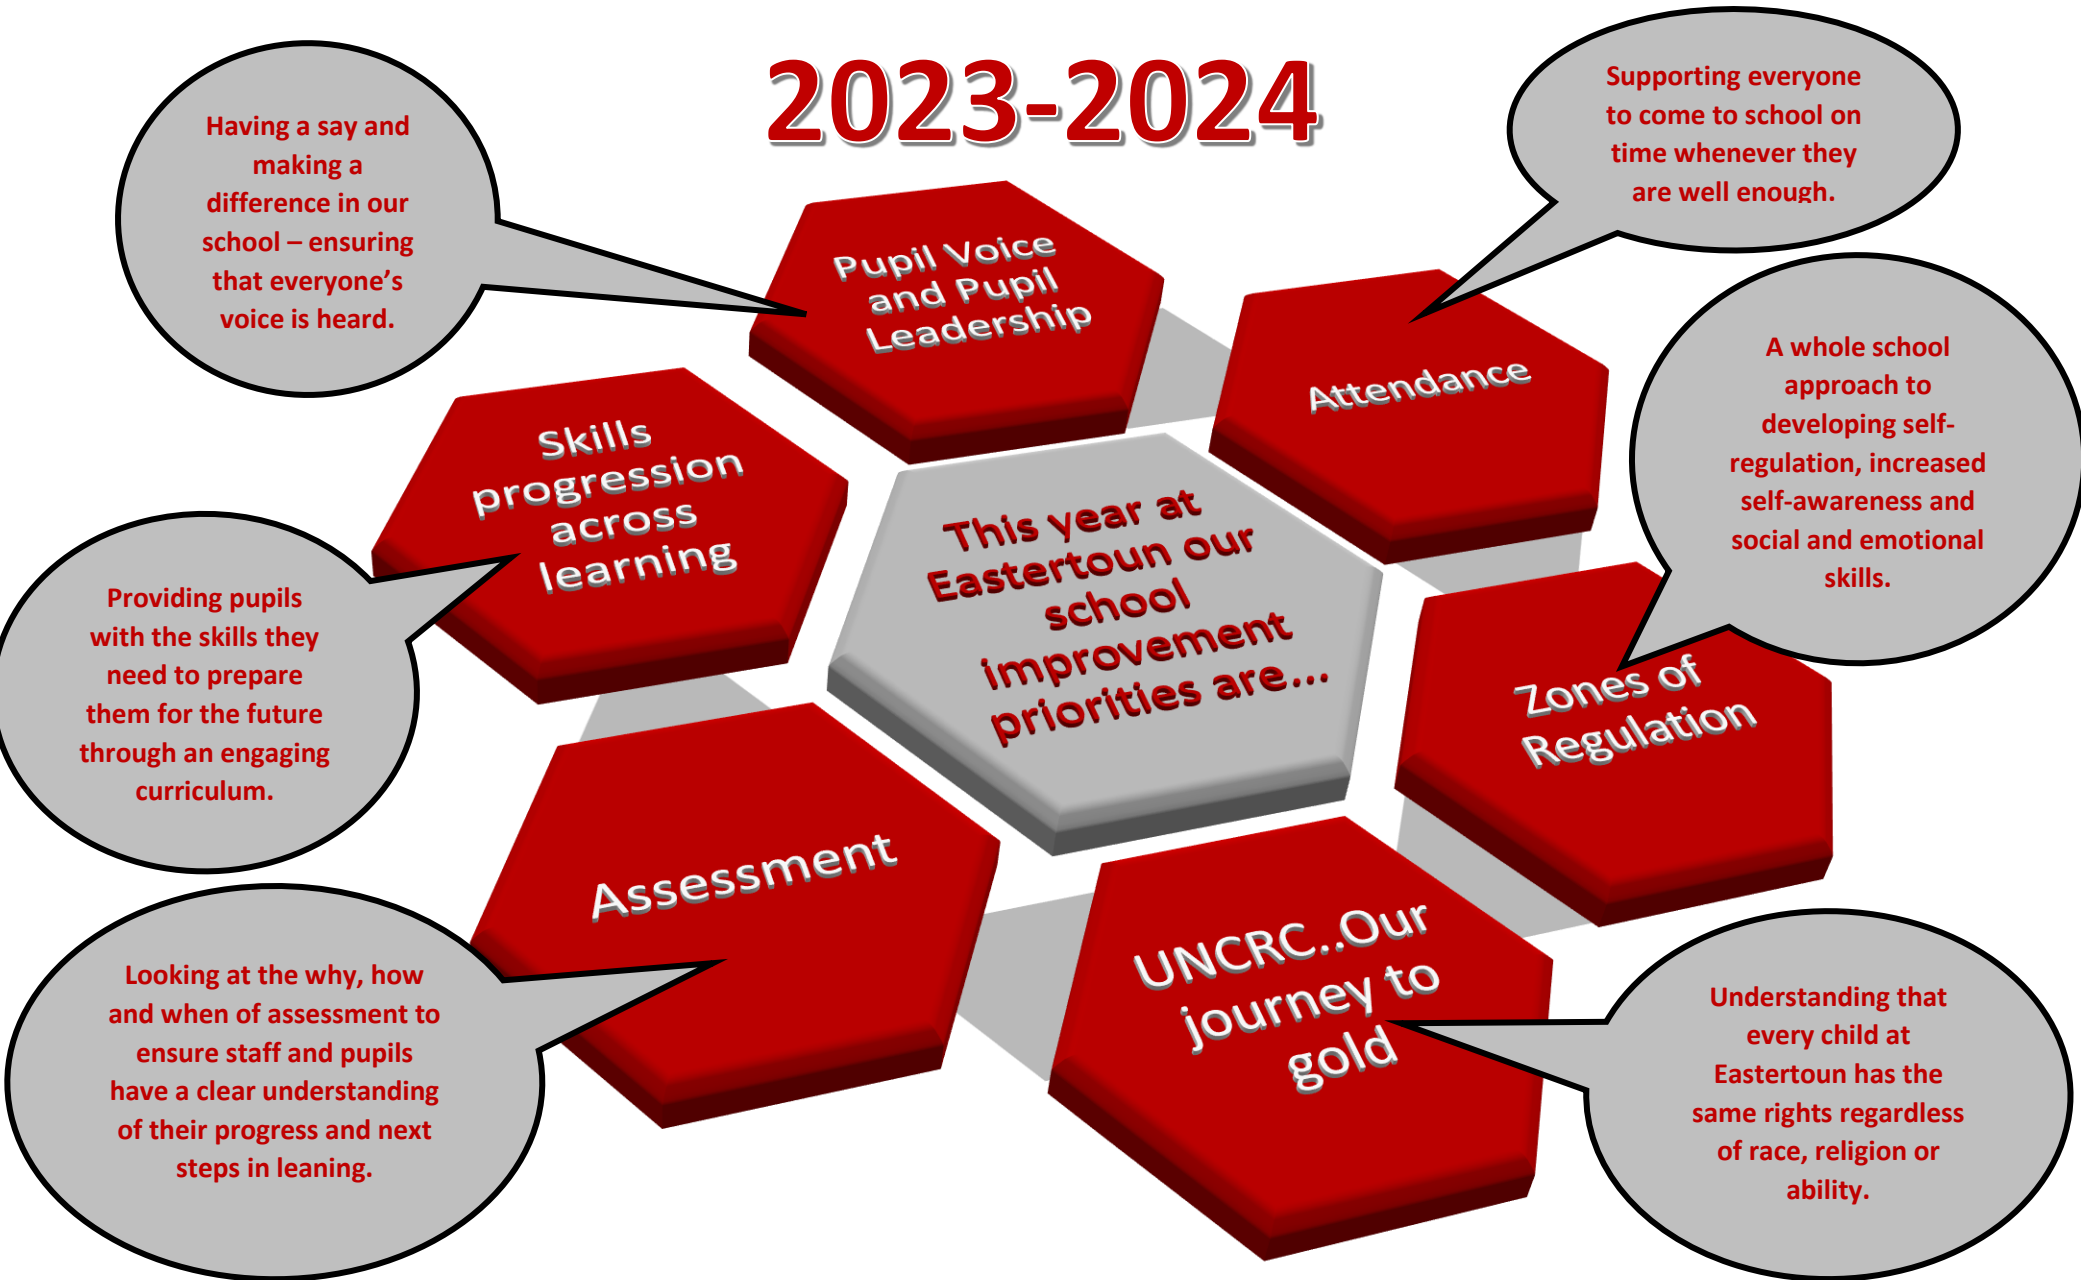 2023-2024
Having a say and
making a
difference in our
school – ensuring
that everyone’s
voice is heard.
Pupil Voice
and Pupil
Leadership
Supporting everyone
to come to school on
time whenever they
are well enough.
Attendance
A whole school
approach to
developing self-
regulation, increased
self-awareness and
social and emotional
skills.
Zones of
Regulation
Skills
progression
across
learning
Providing pupils
with the skills they
need to prepare
them for the future
through an engaging
curriculum.
This year at
Eastertoun our
school
improvement
priorities are...
Assessment
Looking at the why, how
and when of assessment to
ensure staff and pupils
have a clear understanding
of their progress and next
steps in leaning.
UNCRC..Our
journey to
gold
Understanding that
every child at
Eastertoun has the
same rights regardless
of race, religion or
ability.